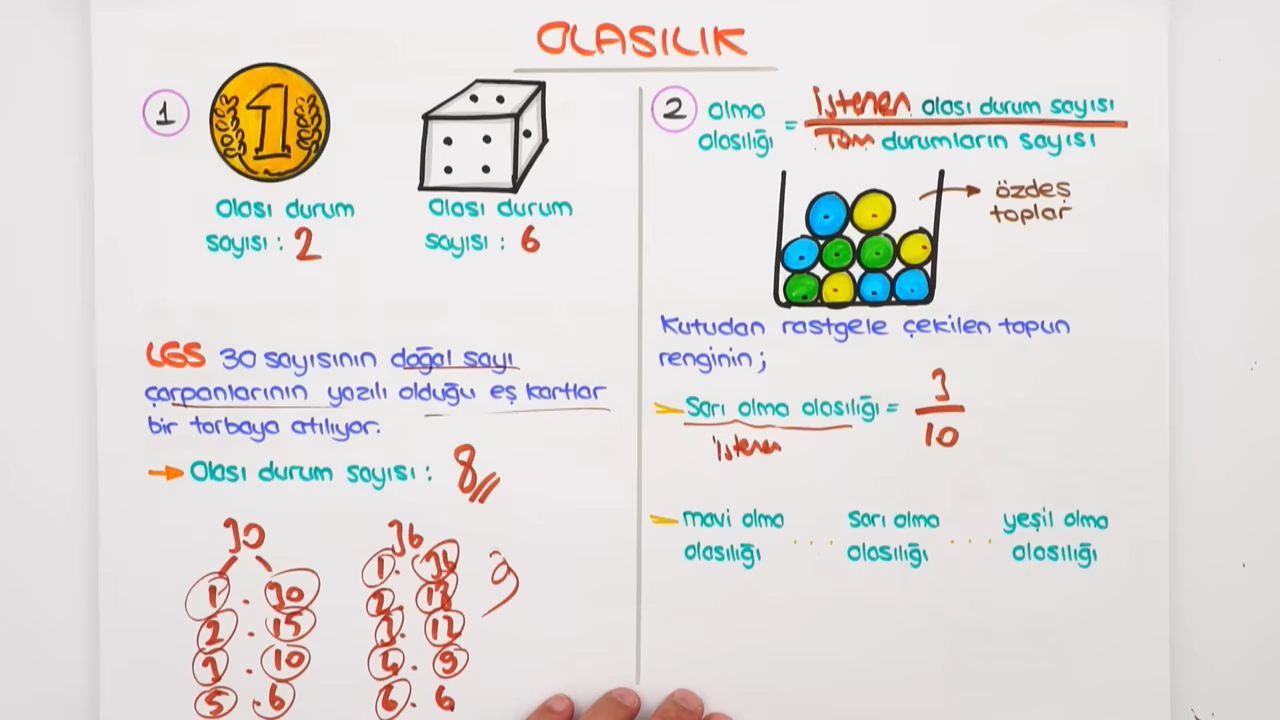 OLASILIK
1
1
Olası durum
sayısı : 2
Olası durum
sayısı : 6
LGS 30 sayısının doğal sayı
çarpanlarının yazılı olduğu eş kartlar
bir torbaya atılıyor.
Olası durum sayısı : 8
30
1 . 30
2 . 15
3 . 10
5 . 6
36
1 . 36
2 . 18
3 . 12
4 . 9
6 . 6
9
2 olma
olasılığı = İstenen olası durum sayısı
Tüm durumların sayısı
özdeş
toplar
Kutudan rastgele çekilen topun
renginin ;
Sarı olma olasılığı = 3
10
istenen
mavi olma
olasılığı
....
sarı olma
olasılığı
....
yeşil olma
olasılığı